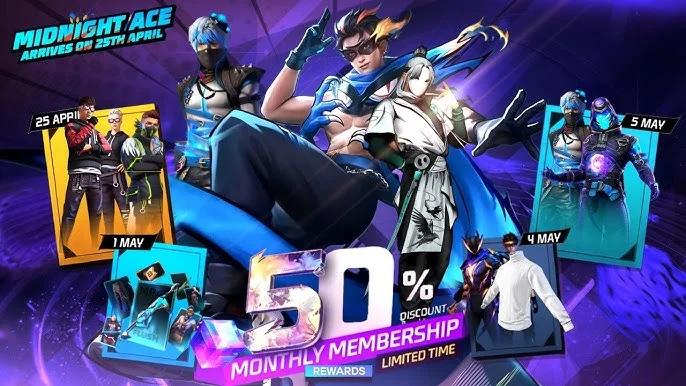 MIDNIGHT ACE
ARRIVES ON 25TH APRIL
25 APRIL
5 MAY
1 MAY
4 MAY
50%
DISCOUNT
MONTHLY MEMBERSHIP
LIMITED TIME
REWARDS